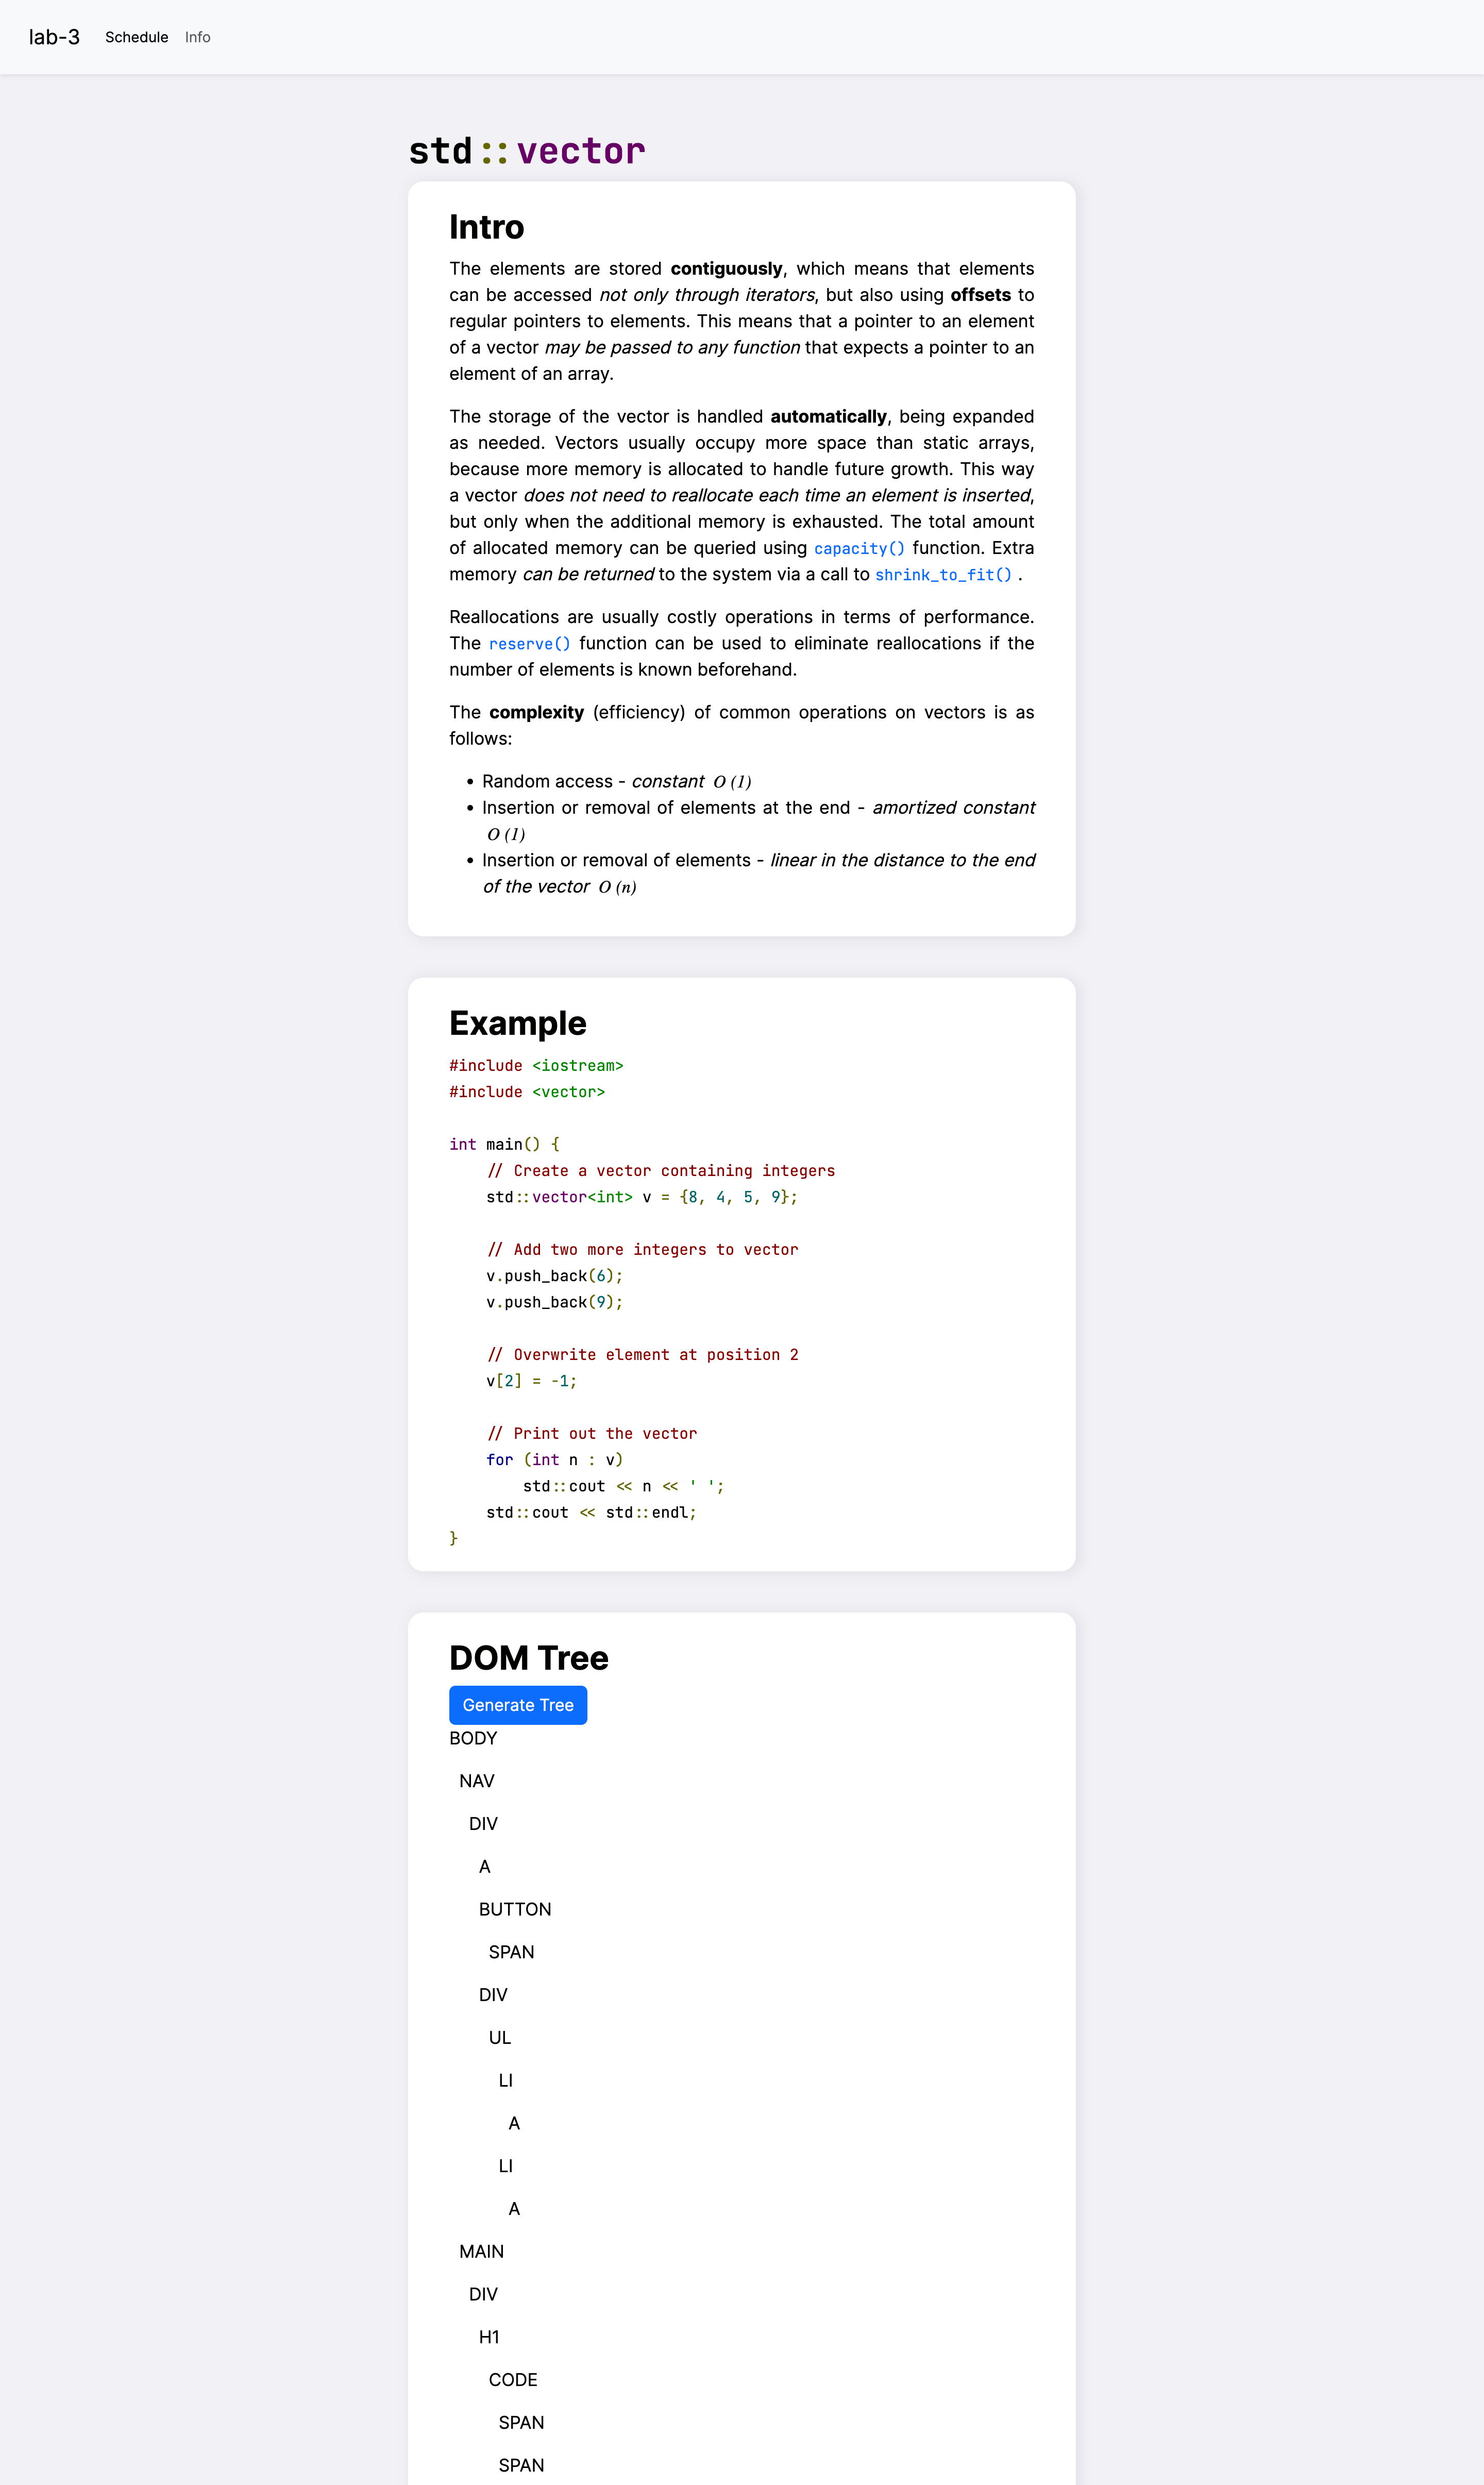 lab-3 Schedule Info
std::vector
Intro
The elements are stored contiguously, which means that elements
can be accessed not only through iterators, but also using offsets to
regular pointers to elements. This means that a pointer to an element
of a vector may be passed to any function that expects a pointer to an
element of an array.
The storage of the vector is handled automatically, being expanded
as needed. Vectors usually occupy more space than static arrays,
because more memory is allocated to handle future growth. This way
a vector does not need to reallocate each time an element is inserted,
but only when the additional memory is exhausted. The total amount
of allocated memory can be queried using capacity() function. Extra
memory can be returned to the system via a call to shrink_to_fit() .
Reallocations are usually costly operations in terms of performance.
The reserve() function can be used to eliminate reallocations if the
number of elements is known beforehand.
The complexity (efficiency) of common operations on vectors is as
follows:
• Random access - constant O (1)
• Insertion or removal of elements at the end - amortized constant
O (1)
• Insertion or removal of elements - linear in the distance to the end
of the vector O (n)
Example
#include <iostream>
#include <vector>
int main() {
// Create a vector containing integers
std::vector<int> v = {8, 4, 5, 9};
// Add two more integers to vector
v.push_back(6);
v.push_back(9);
// Overwrite element at position 2
v[2] = -1;
// Print out the vector
for (int n : v)
std::cout << n << ' ';
std::cout << std::endl;
}
DOM Tree
Generate Tree
BODY
NAV
DIV
A
BUTTON
SPAN
DIV
UL
LI
A
LI
A
MAIN
DIV
H1
CODE
SPAN
SPAN